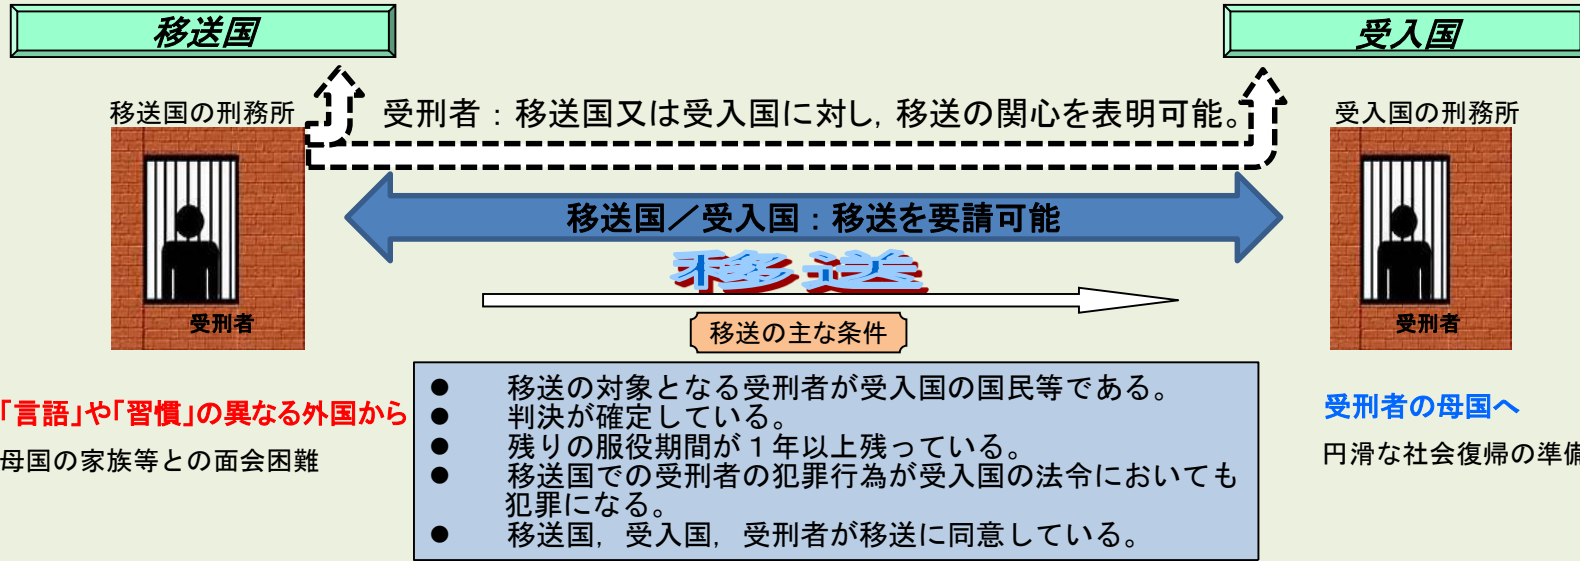 移送国
受入国
移送国の刑務所
受刑者：移送国又は受入国に対し，移送の関心を表明可能。
受入国の刑務所
移送国／受入国：移送を要請可能
移送
受刑者
受刑者
移送の主な条件
● 移送の対象となる受刑者が受入国の国民等である。
● 判決が確定している。
● 残りの服役期間が１年以上残っている。
● 移送国での受刑者の犯罪行為が受入国の法令においても
犯罪になる。
● 移送国，受入国，受刑者が移送に同意している。
「言語」や「習慣」の異なる外国から
母国の家族等との面会困難
受刑者の母国へ
円滑な社会復帰の準備